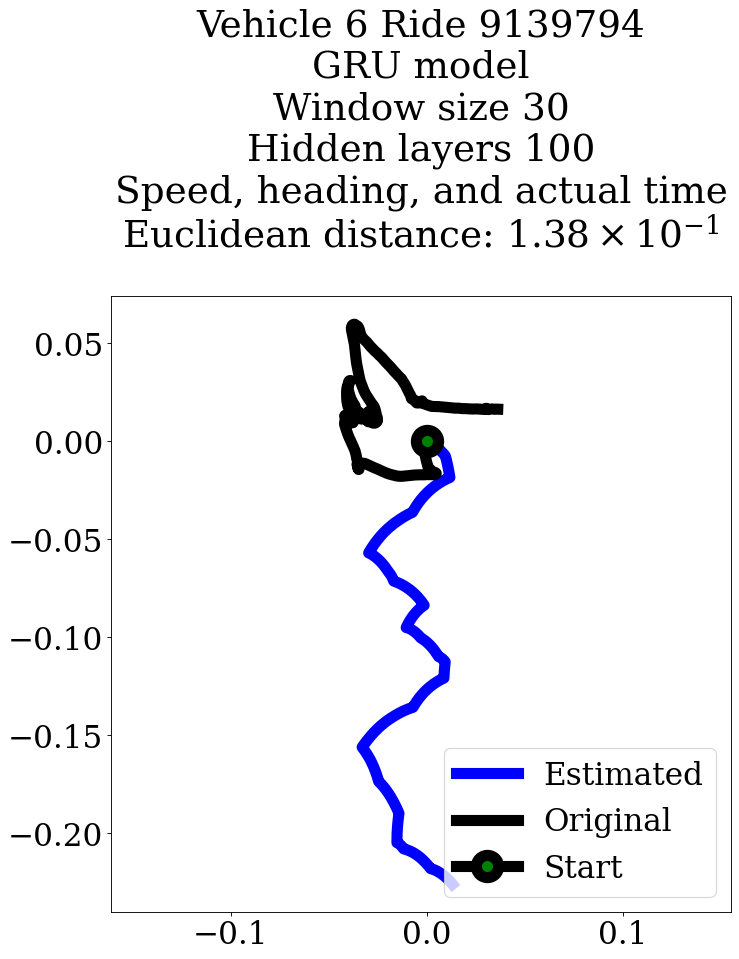 Vehicle 6 Ride 9139794
GRU model
Window size 30
Hidden layers 100
Speed, heading, and actual time
Euclidean distance: 1.38 × 10⁻¹
0.05
0.00
−0.05
−0.10
−0.15
−0.20
Estimated
Original
Start
−0.1
0.0
0.1